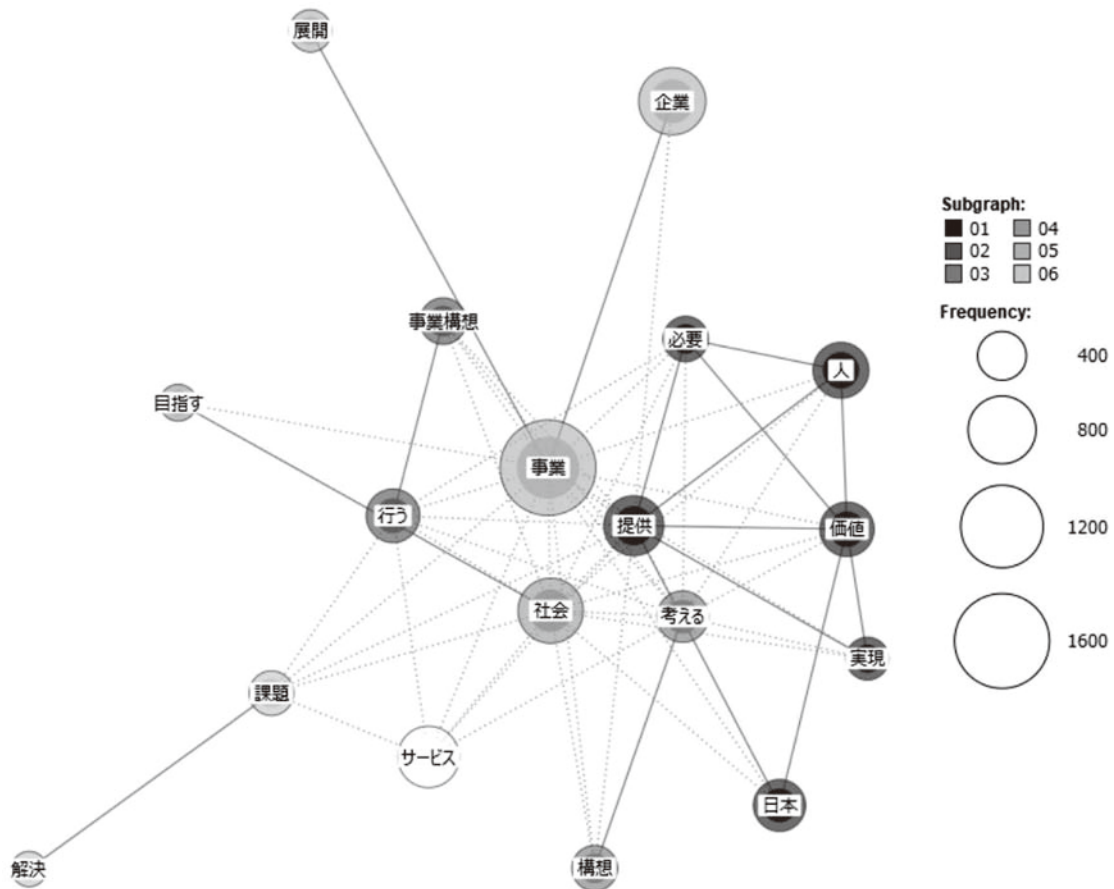 展開
企業
Subgraph:
01 04
02 05
03 06
Frequency:
400
800
1200
1600
事業構想
必要
人
目指す
事業
行う
提供
価値
社会
考える
実現
課題
サービス
日本
解決
構想